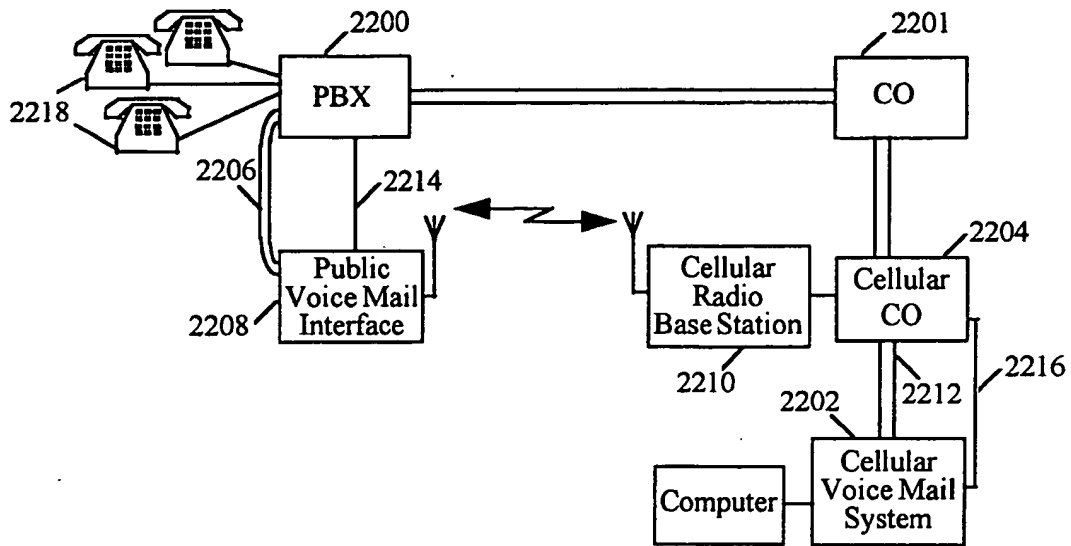 2200
2201
PBX
CO
2218
2206
2214
2204
Public
Voice Mail
Interface
2208
Cellular
Radio
Base Station
2210
Cellular
CO
2216
2212
2202
Cellular
Voice Mail
System
Computer